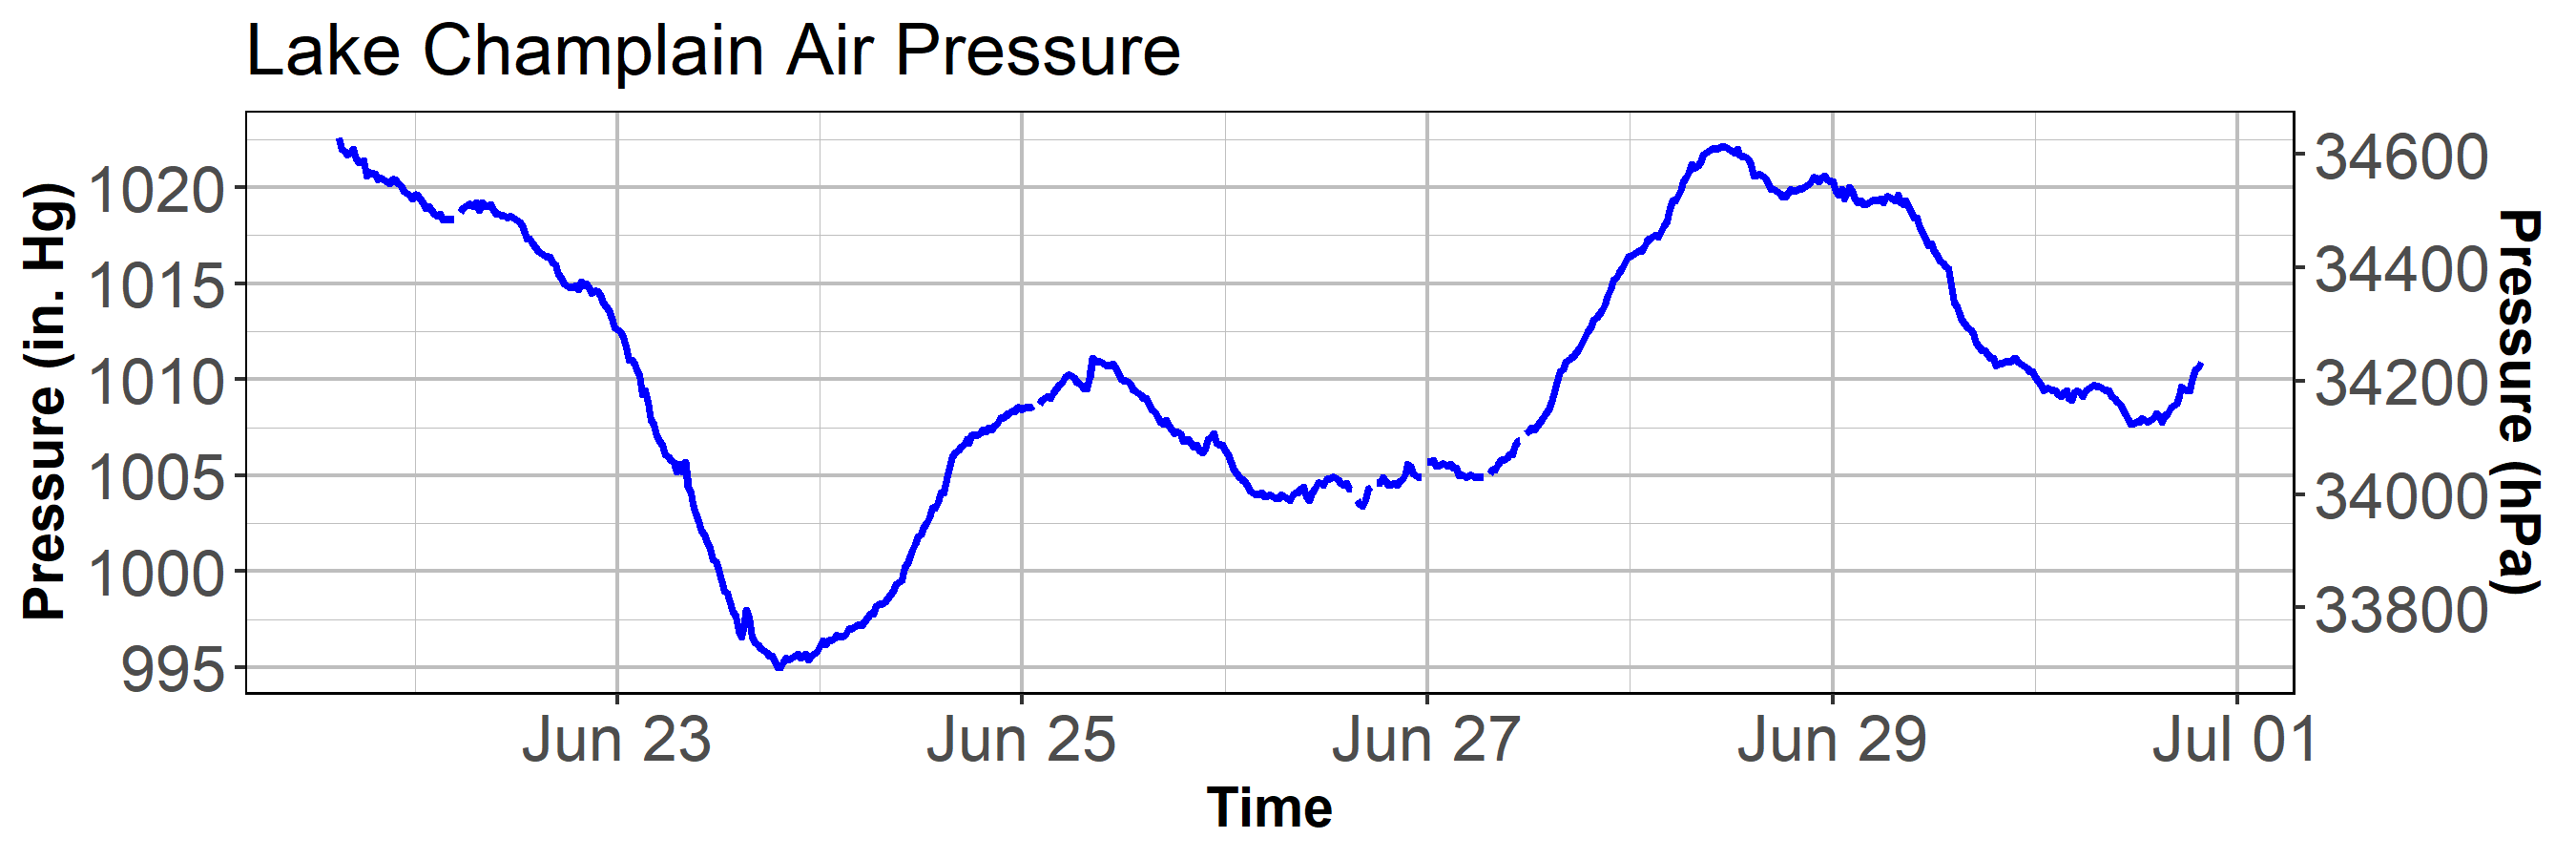 Lake Champlain Air Pressure
Pressure (in. Hg)
1020
1015
1010
1005
1000
995
34600
34400
34200
34000
33800
Pressure (hPa)
Jun 23 Jun 25 Jun 27 Jun 29 Jul 01
Time